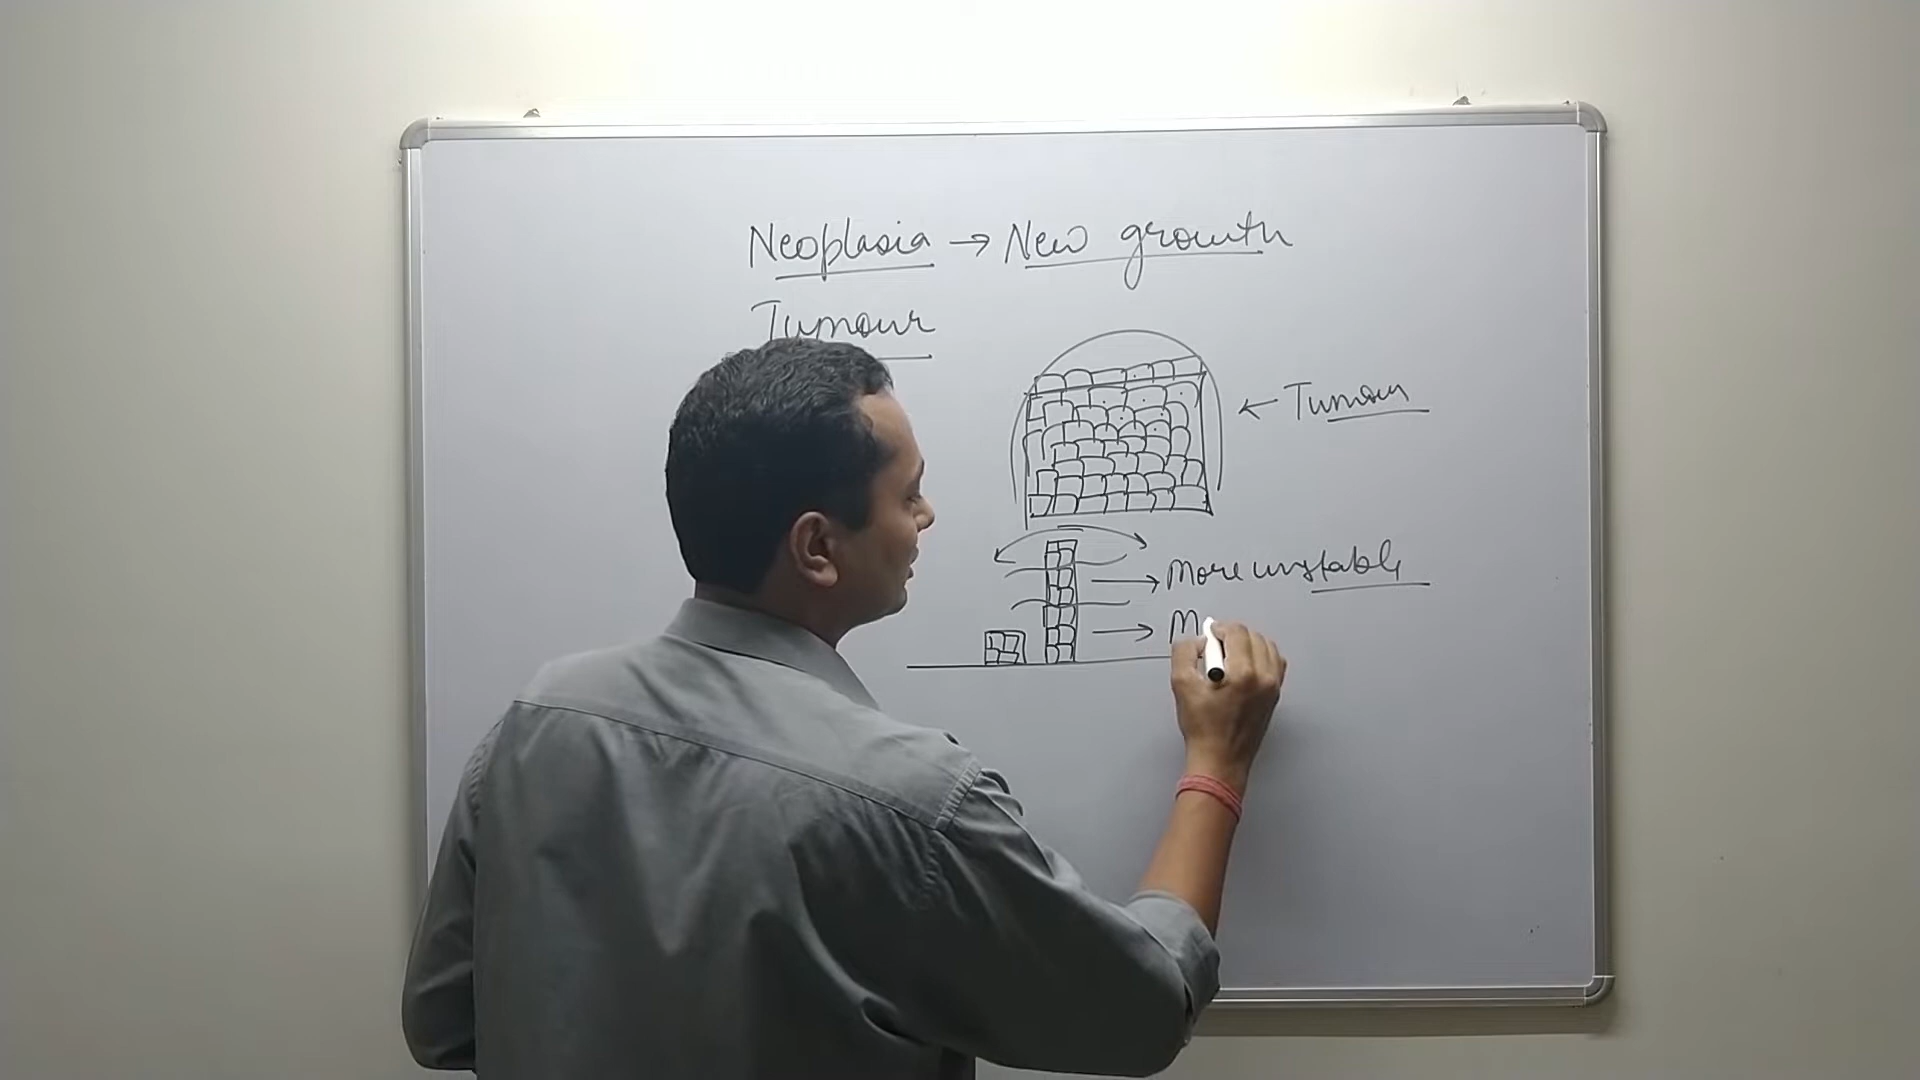 Neoplasia → New growth
Tumour
← Tumour
→ More unstable
→ M